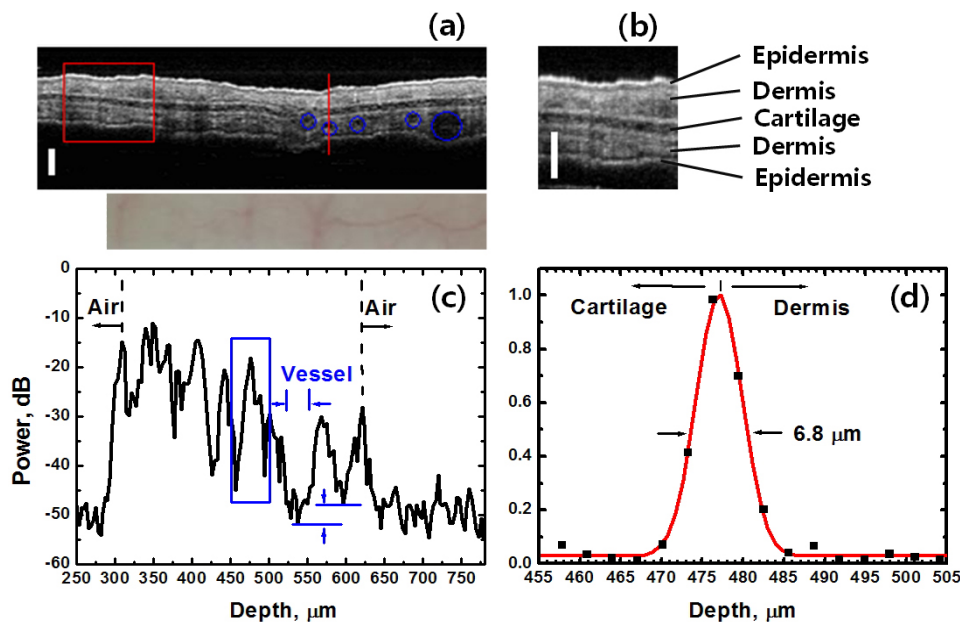 (a)
(b)
Epidermis
Dermis
Cartilage
Dermis
Epidermis
(c)
Air
Air
Vessel
Power, dB
0
-10
-20
-30
-40
-50
-60
250 300 350 400 450 500 550 600 650 700 750
Depth, μm
(d)
Cartilage
Dermis
6.8 μm
1.0
0.8
0.6
0.4
0.2
0.0
455 460 465 470 475 480 485 490 495 500 505
Depth, μm